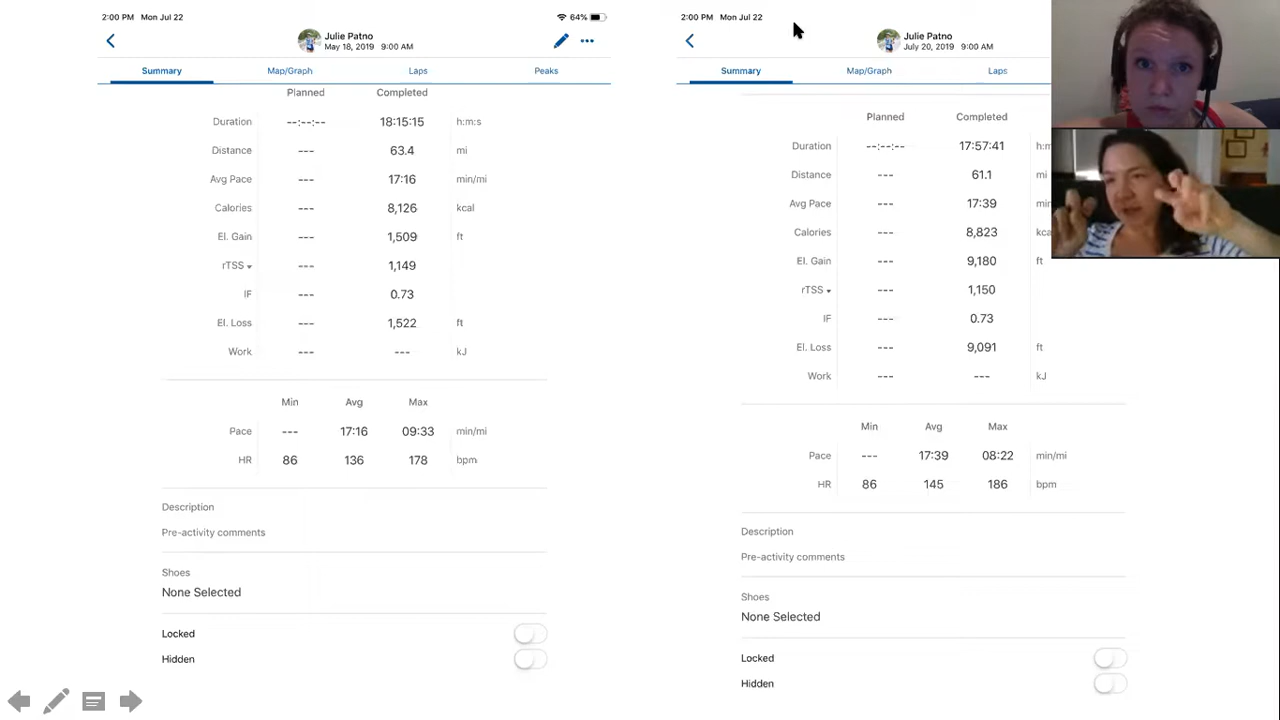 2:00 PM Mon Jul 22
64%
Julie Patno
May 18, 2019 9:00 AM
Summary Map/Graph Laps Peaks
Planned Completed
Duration --:--:-- 18:15:15 h:m:s
Distance --- 63.4 mi
Avg Pace --- 17:16 min/mi
Calories --- 8,126 kcal
El. Gain --- 1,509 ft
rTSS --- 1,149
IF --- 0.73
El. Loss --- 1,522 ft
Work --- --- kJ
Min Avg Max
Pace --- 17:16 09:33 min/mi
HR 86 136 178 bpm
Description
Pre-activity comments
Shoes
None Selected
Locked
Hidden
2:00 PM Mon Jul 22
Julie Patno
July 20, 2019 9:00 AM
Summary Map/Graph Laps
Planned Completed
Duration --:--:-- 17:57:41 h:m
Distance --- 61.1 mi
Avg Pace --- 17:39 min
Calories --- 8,823 kca
El. Gain --- 9,180 ft
rTSS --- 1,150
IF --- 0.73
El. Loss --- 9,091 ft
Work --- --- kJ
Min Avg Max
Pace --- 17:39 08:22 min/mi
HR 86 145 186 bpm
Description
Pre-activity comments
Shoes
None Selected
Locked
Hidden